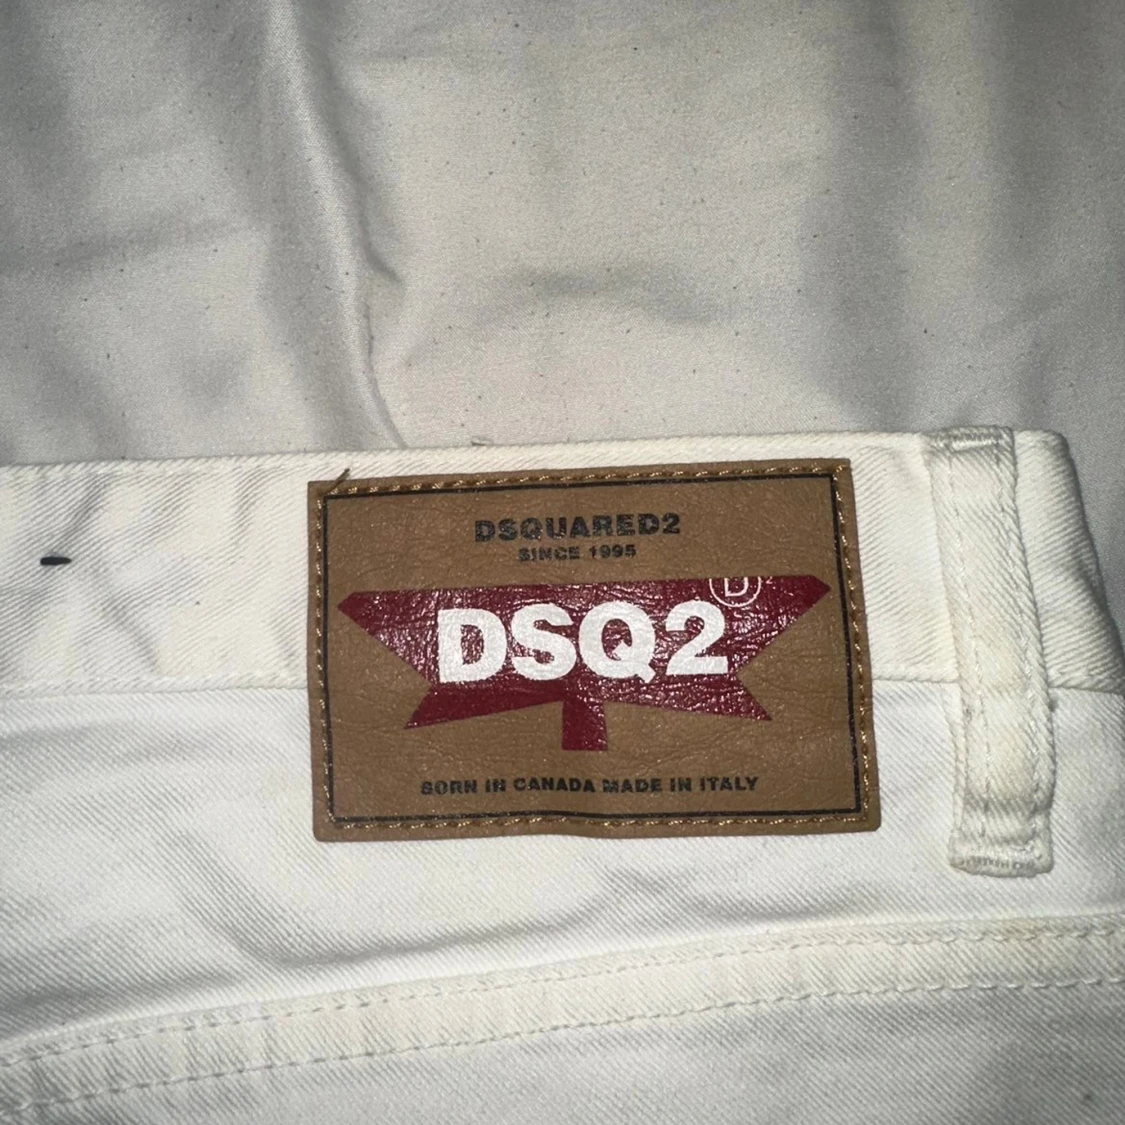 DSQUARED2
SINCE 1995
D
DSQ2
BORN IN CANADA MADE IN ITALY